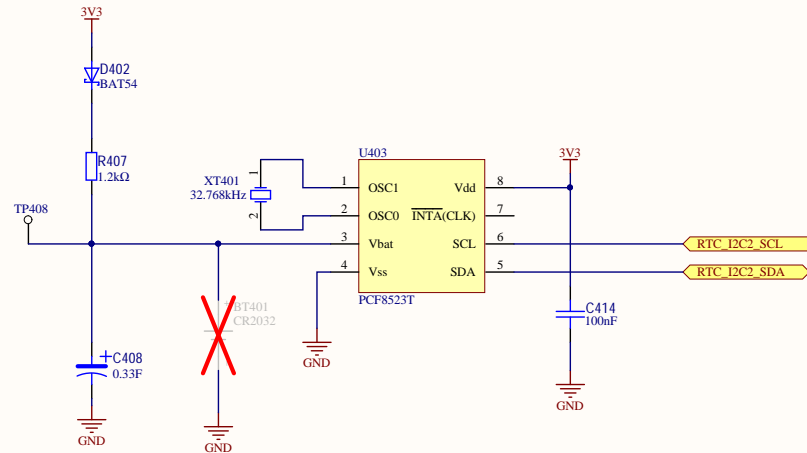 3V3
D402
BAT54
R407
1.2kΩ
TP408
XT401
32.768kHz
1
2
U403
1
OSC1
2
OSC0
3
Vbat
4
Vss
Vdd
8
INTA(CLK)
7
SCL
6
SDA
5
PCF8523T
3V3
RTC_I2C2_SCL
RTC_I2C2_SDA
C414
100nF
GND
GND
BT401
CR2032
GND
+
C408
0.33F
GND